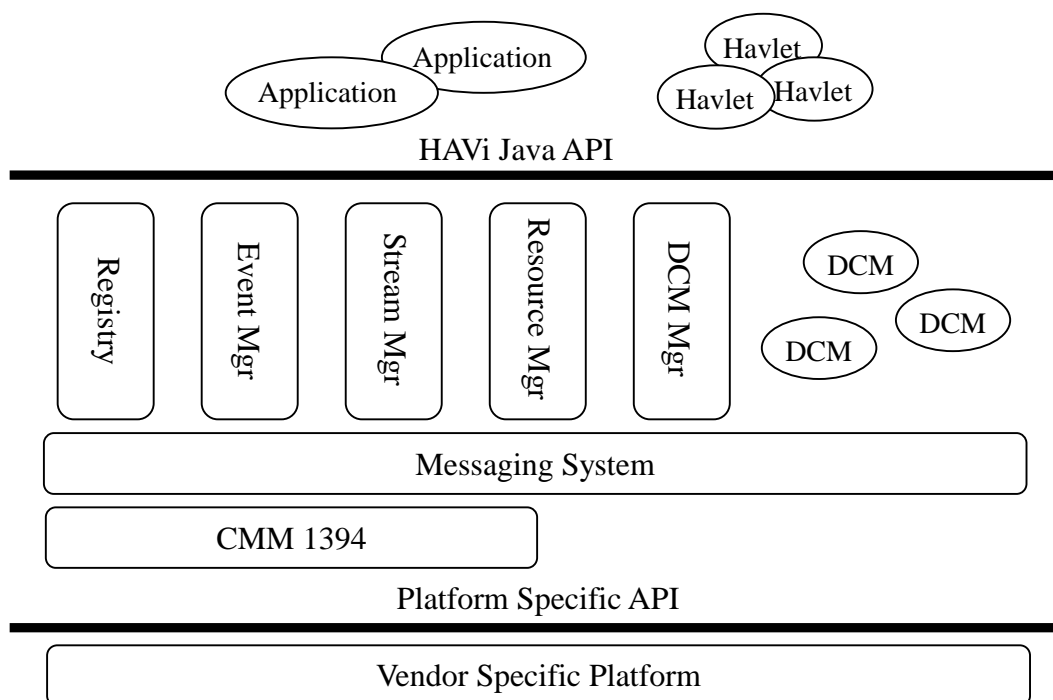 Application
Application
Havlet
Havlet
Havlet
HAVi Java API
Registry
Event Mgr
Stream Mgr
Resource Mgr
DCM Mgr
DCM
DCM
DCM
Messaging System
CMM 1394
Platform Specific API
Vendor Specific Platform